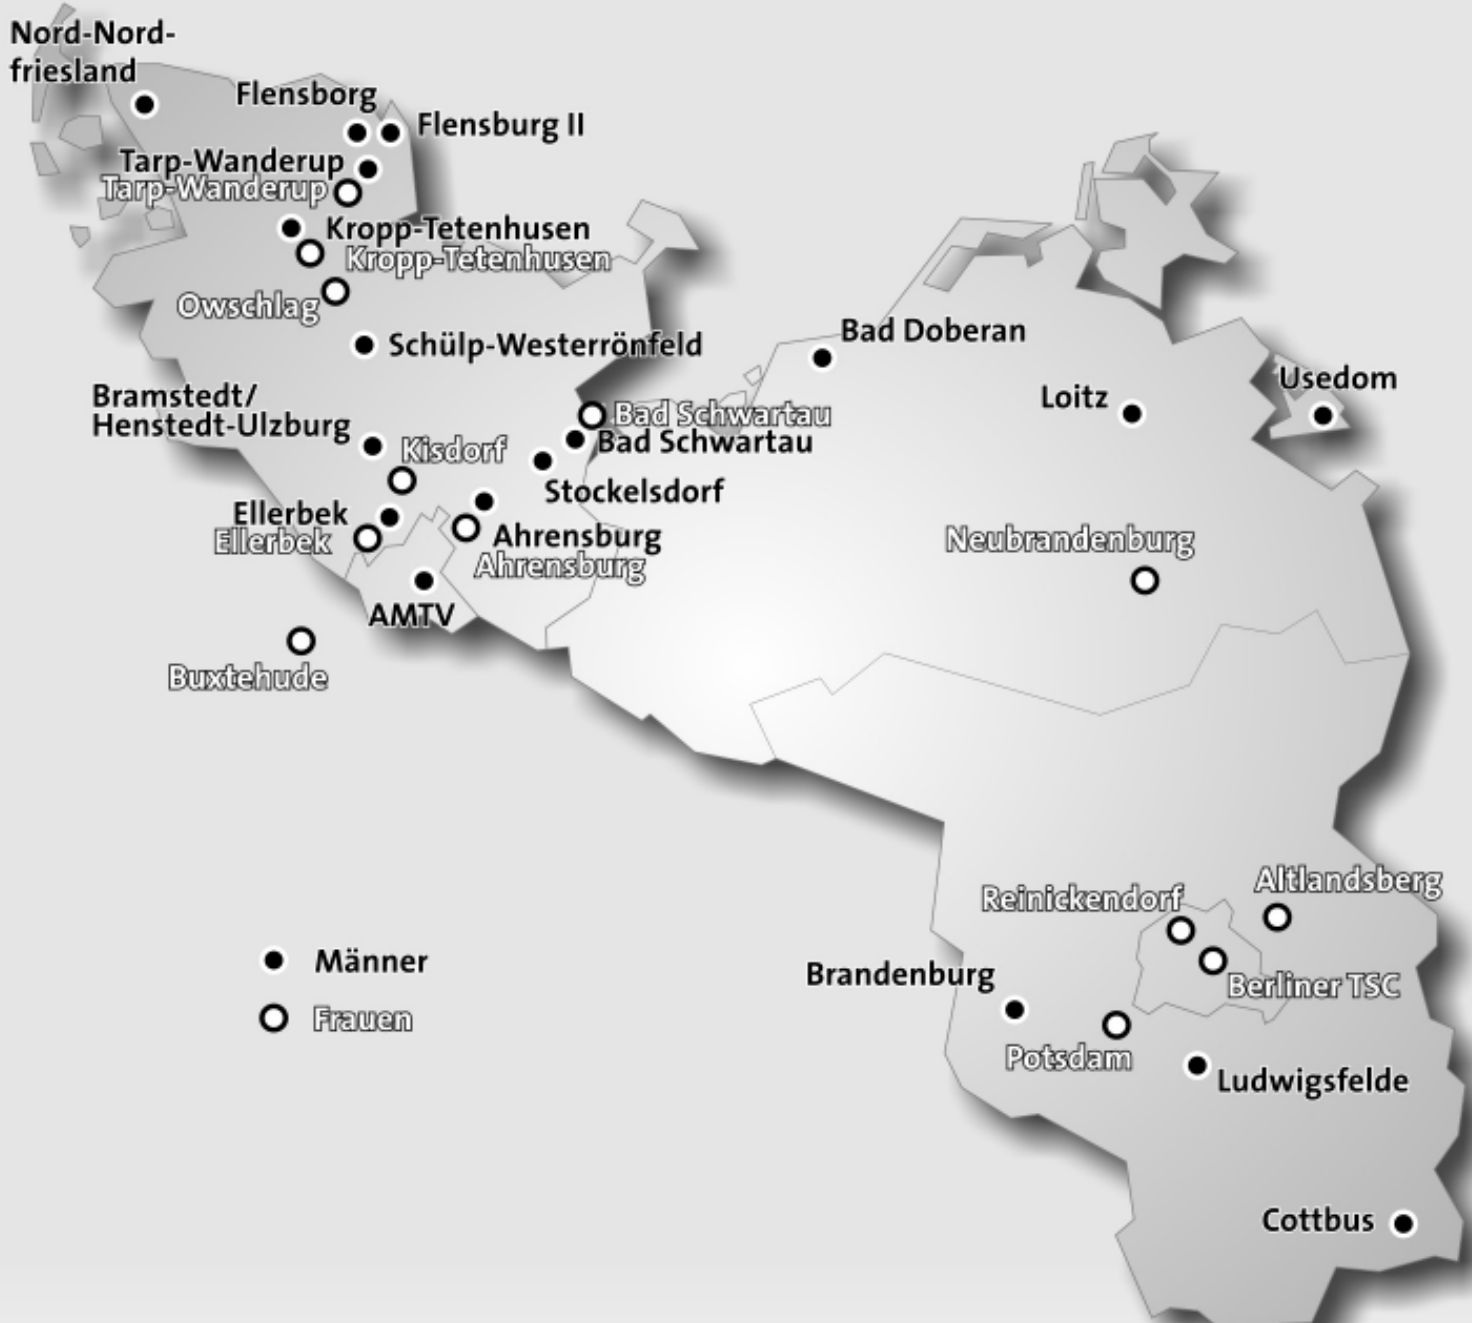 Nord-Nord-
friesland
Flensborg
Flensburg II
Tarp-Wanderup
Tarp-Wanderup
Kropp-Tetenhusen
Kropp-Tetenhusen
Owschlag
Schülp-Westerrönfeld
Bad Doberan
Loitz
Usedom
Bramstedt/
Henstedt-Ulzburg
Bad Schwartau
Bad Schwartau
Kisdorf
Stockelsdorf
Ellerbek
Ellerbek
Ahrensburg
Ahrensburg
Neubrandenburg
AMTV
Buxtehude
Altlandsberg
Reinickendorf
Männer
Brandenburg
Berliner TSC
Frauen
Potsdam
Ludwigsfelde
Cottbus